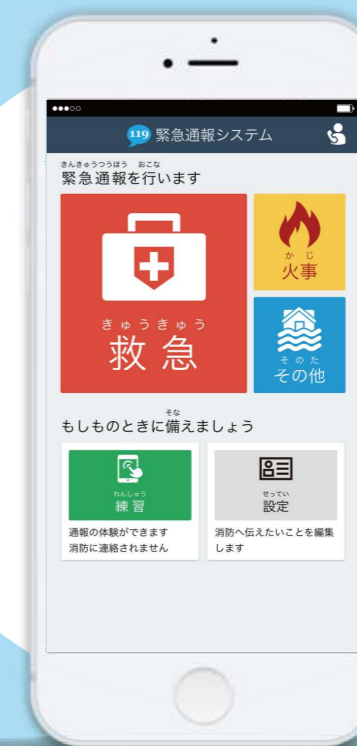 119 緊急通報システム
きんきゅうつうほう おこな
緊急通報を行います
きゅうきゅう
救急
かじ
火事
そのた
その他
そな
もしものときに備えましょう
れんしゅう
練習
通報の体験ができます
消防に連絡されません
せってい
設定
消防へ伝えたいことを編集
します